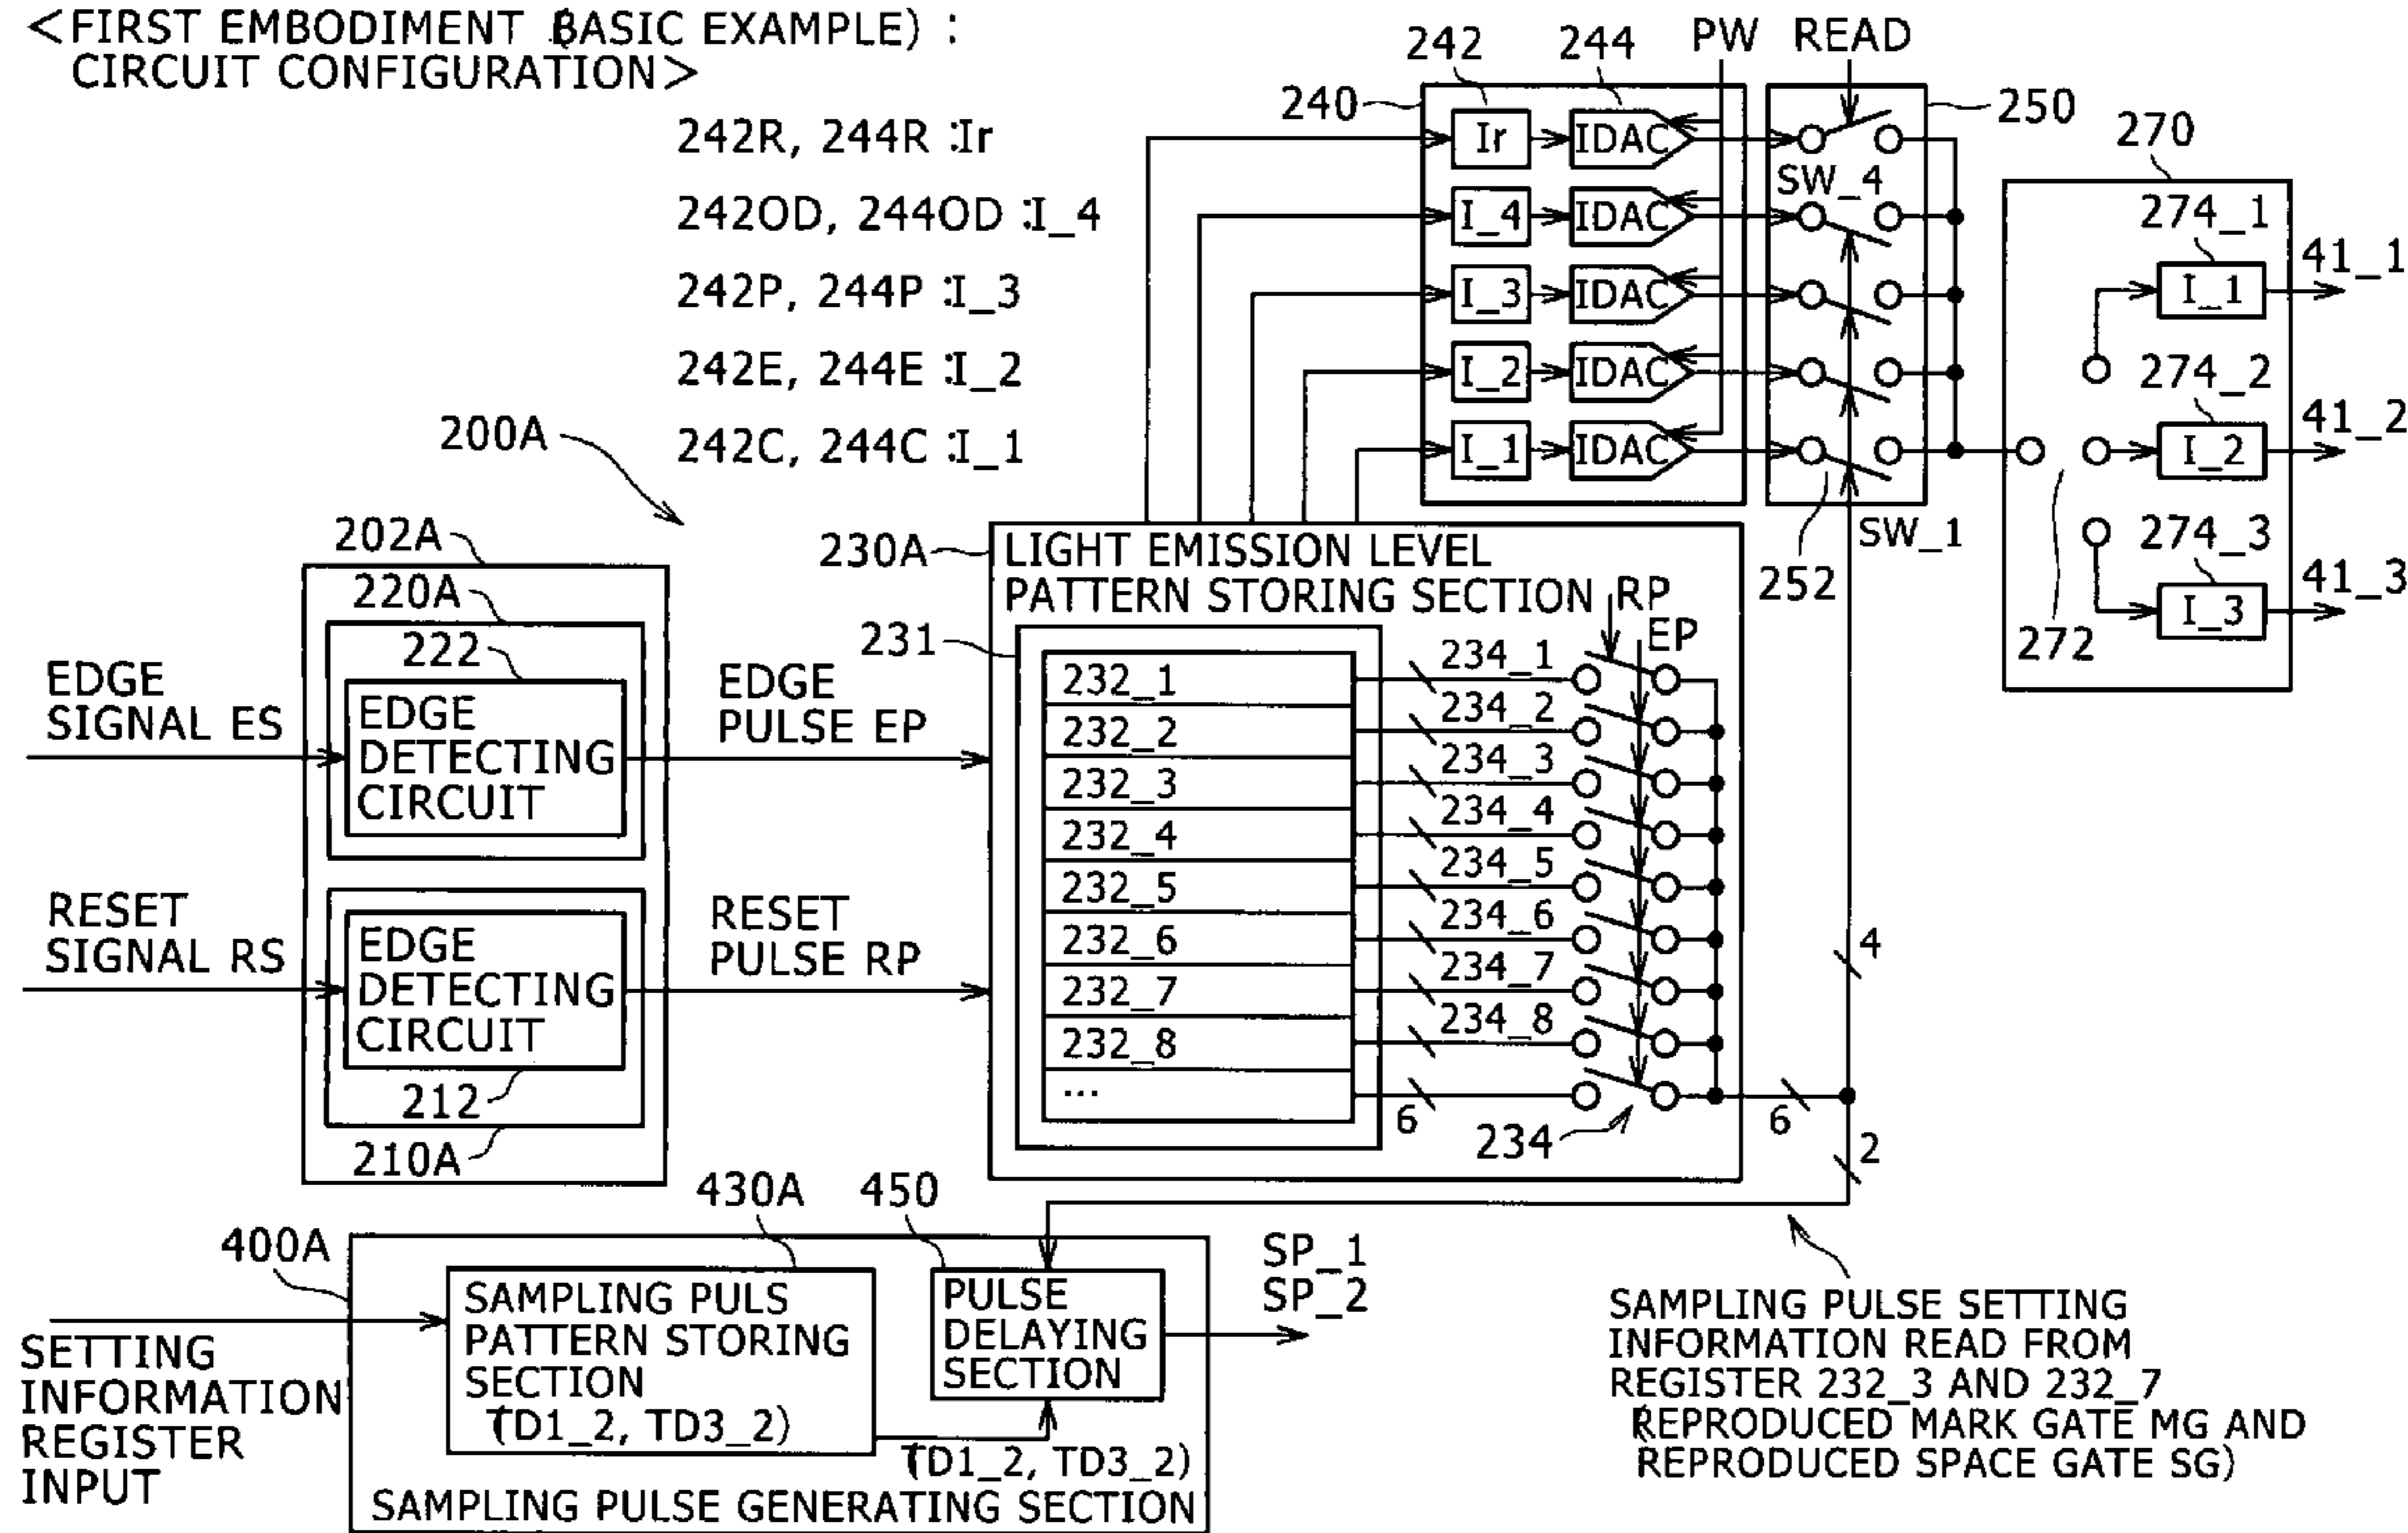 <FIRST EMBODIMENT (BASIC EXAMPLE) :
CIRCUIT CONFIGURATION>
242R, 244R :Ir
242OD, 244OD :I_4
242P, 244P :I_3
242E, 244E :I_2
242C, 244C :I_1
200A
240
242
244
PW
READ
250
Ir
IDAC
SW_4
I_4
IDAC
I_3
IDAC
I_2
IDAC
I_1
IDAC
252
SW_1
270
274_1
I_1
41_1
274_2
I_2
41_2
274_3
I_3
41_3
272
202A
220A
222
EDGE
SIGNAL ES
EDGE
DETECTING
CIRCUIT
EDGE
PULSE EP
RESET
SIGNAL RS
EDGE
DETECTING
CIRCUIT
RESET
PULSE RP
212
210A
230A
LIGHT EMISSION LEVEL
PATTERN STORING SECTION
RP
EP
231
232_1
234_1
232_2
234_2
232_3
234_3
232_4
234_4
232_5
234_5
232_6
234_6
232_7
234_7
232_8
234_8
...
6
234
6
4
2
400A
430A
450
SETTING
INFORMATION
REGISTER
INPUT
SAMPLING PULS
PATTERN STORING
SECTION
(TD1_2, TD3_2)
PULSE
DELAYING
SECTION
(TD1_2, TD3_2)
SAMPLING PULSE GENERATING SECTION
SP_1
SP_2
SAMPLING PULSE SETTING
INFORMATION READ FROM
REGISTER 232_3 AND 232_7
(REPRODUCED MARK GATE MG AND
REPRODUCED SPACE GATE SG)